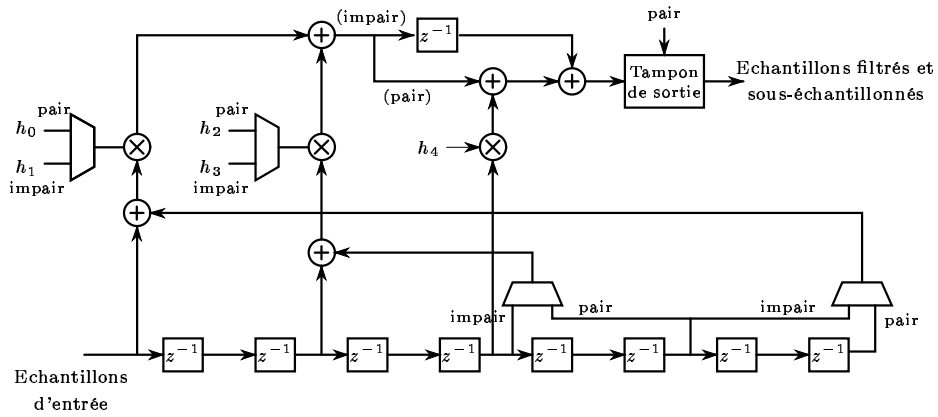 pair
(impair)
z⁻¹
Tampon
de sortie
Echantillons filtrés et
sous-échantillonnés
(pair)
pair
h₀
h₁
impair
pair
h₂
h₃
impair
h₄
impair
pair
impair
pair
z⁻¹
z⁻¹
z⁻¹
z⁻¹
z⁻¹
z⁻¹
z⁻¹
z⁻¹
Echantillons
d'entrée